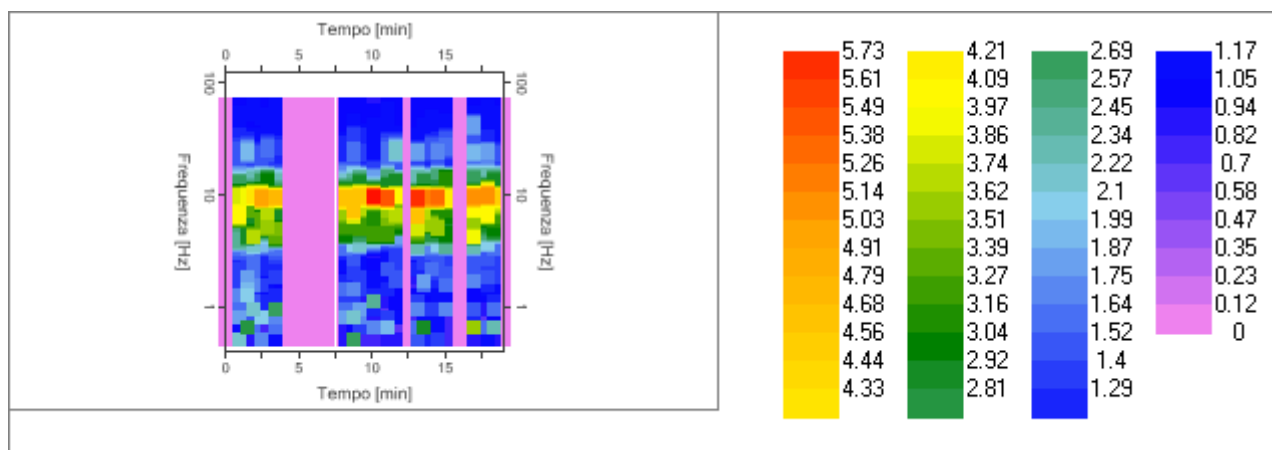 Tempo [min]
0 5 10 15
100 100
Frequenza [Hz] Frequenza [Hz]
10 10
1 1
0 5 10 15
Tempo [min]
5.73 4.21 2.69 1.17
5.61 4.09 2.57 1.05
5.49 3.97 2.45 0.94
5.38 3.86 2.34 0.82
5.26 3.74 2.22 0.7
5.14 3.62 2.1 0.58
5.03 3.51 1.99 0.47
4.91 3.39 1.87 0.35
4.79 3.27 1.75 0.23
4.68 3.16 1.64 0.12
4.56 3.04 1.52 0
4.44 2.92 1.4
4.33 2.81 1.29